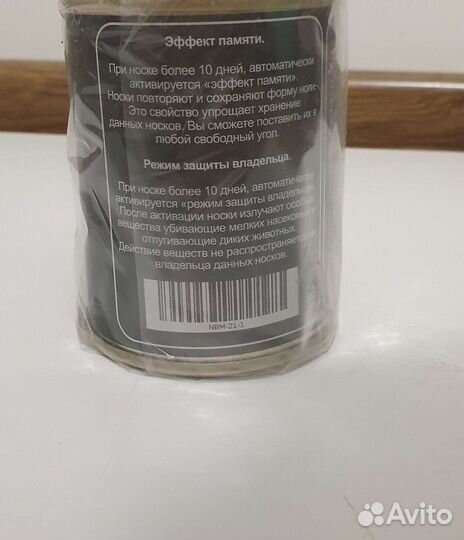 Эффект памяти.
При носке более 10 дней, автоматически
активируется «эффект памяти».
Носки повторяют и сохраняют форму ноги.
Это свойство упрощает хранение
данных носков. Вы сможете поставить их в
любой свободный угол.
Режим защиты владельца.
При носке более 10 дней, автоматически
активируется «режим защиты владельца».
После активации носки излучают особые
вещества убивающие мелких насекомых и
отпугивающие диких животных.
Действие веществ не распространяется на
владельца данных носков.
NBM-21-1
Avito